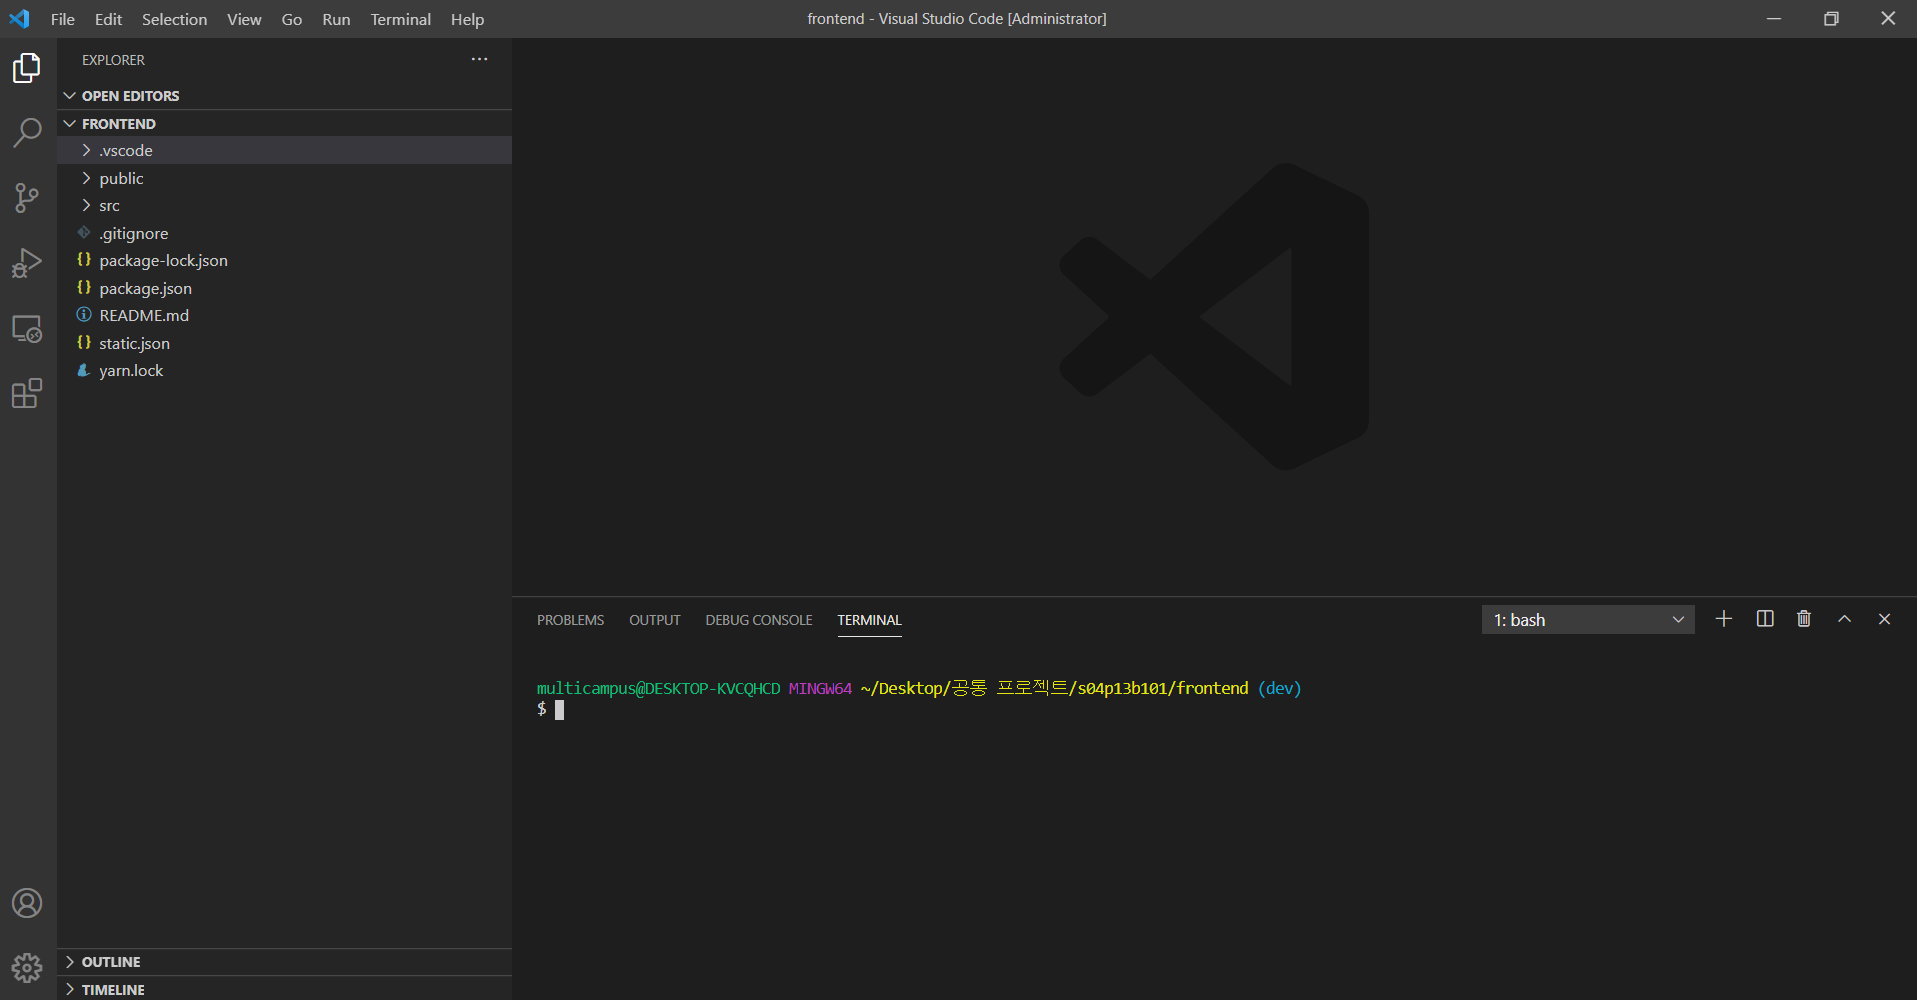 File Edit Selection View Go Run Terminal Help
frontend - Visual Studio Code [Administrator]
EXPLORER
OPEN EDITORS
FRONTEND
.vscode
public
src
.gitignore
package-lock.json
package.json
README.md
static.json
yarn.lock
OUTLINE
TIMELINE
PROBLEMS OUTPUT DEBUG CONSOLE TERMINAL
1: bash
multicampus@DESKTOP-KVCQHCD MINGW64 ~/Desktop/공통 프로젝트/s04p13b101/frontend (dev)
$